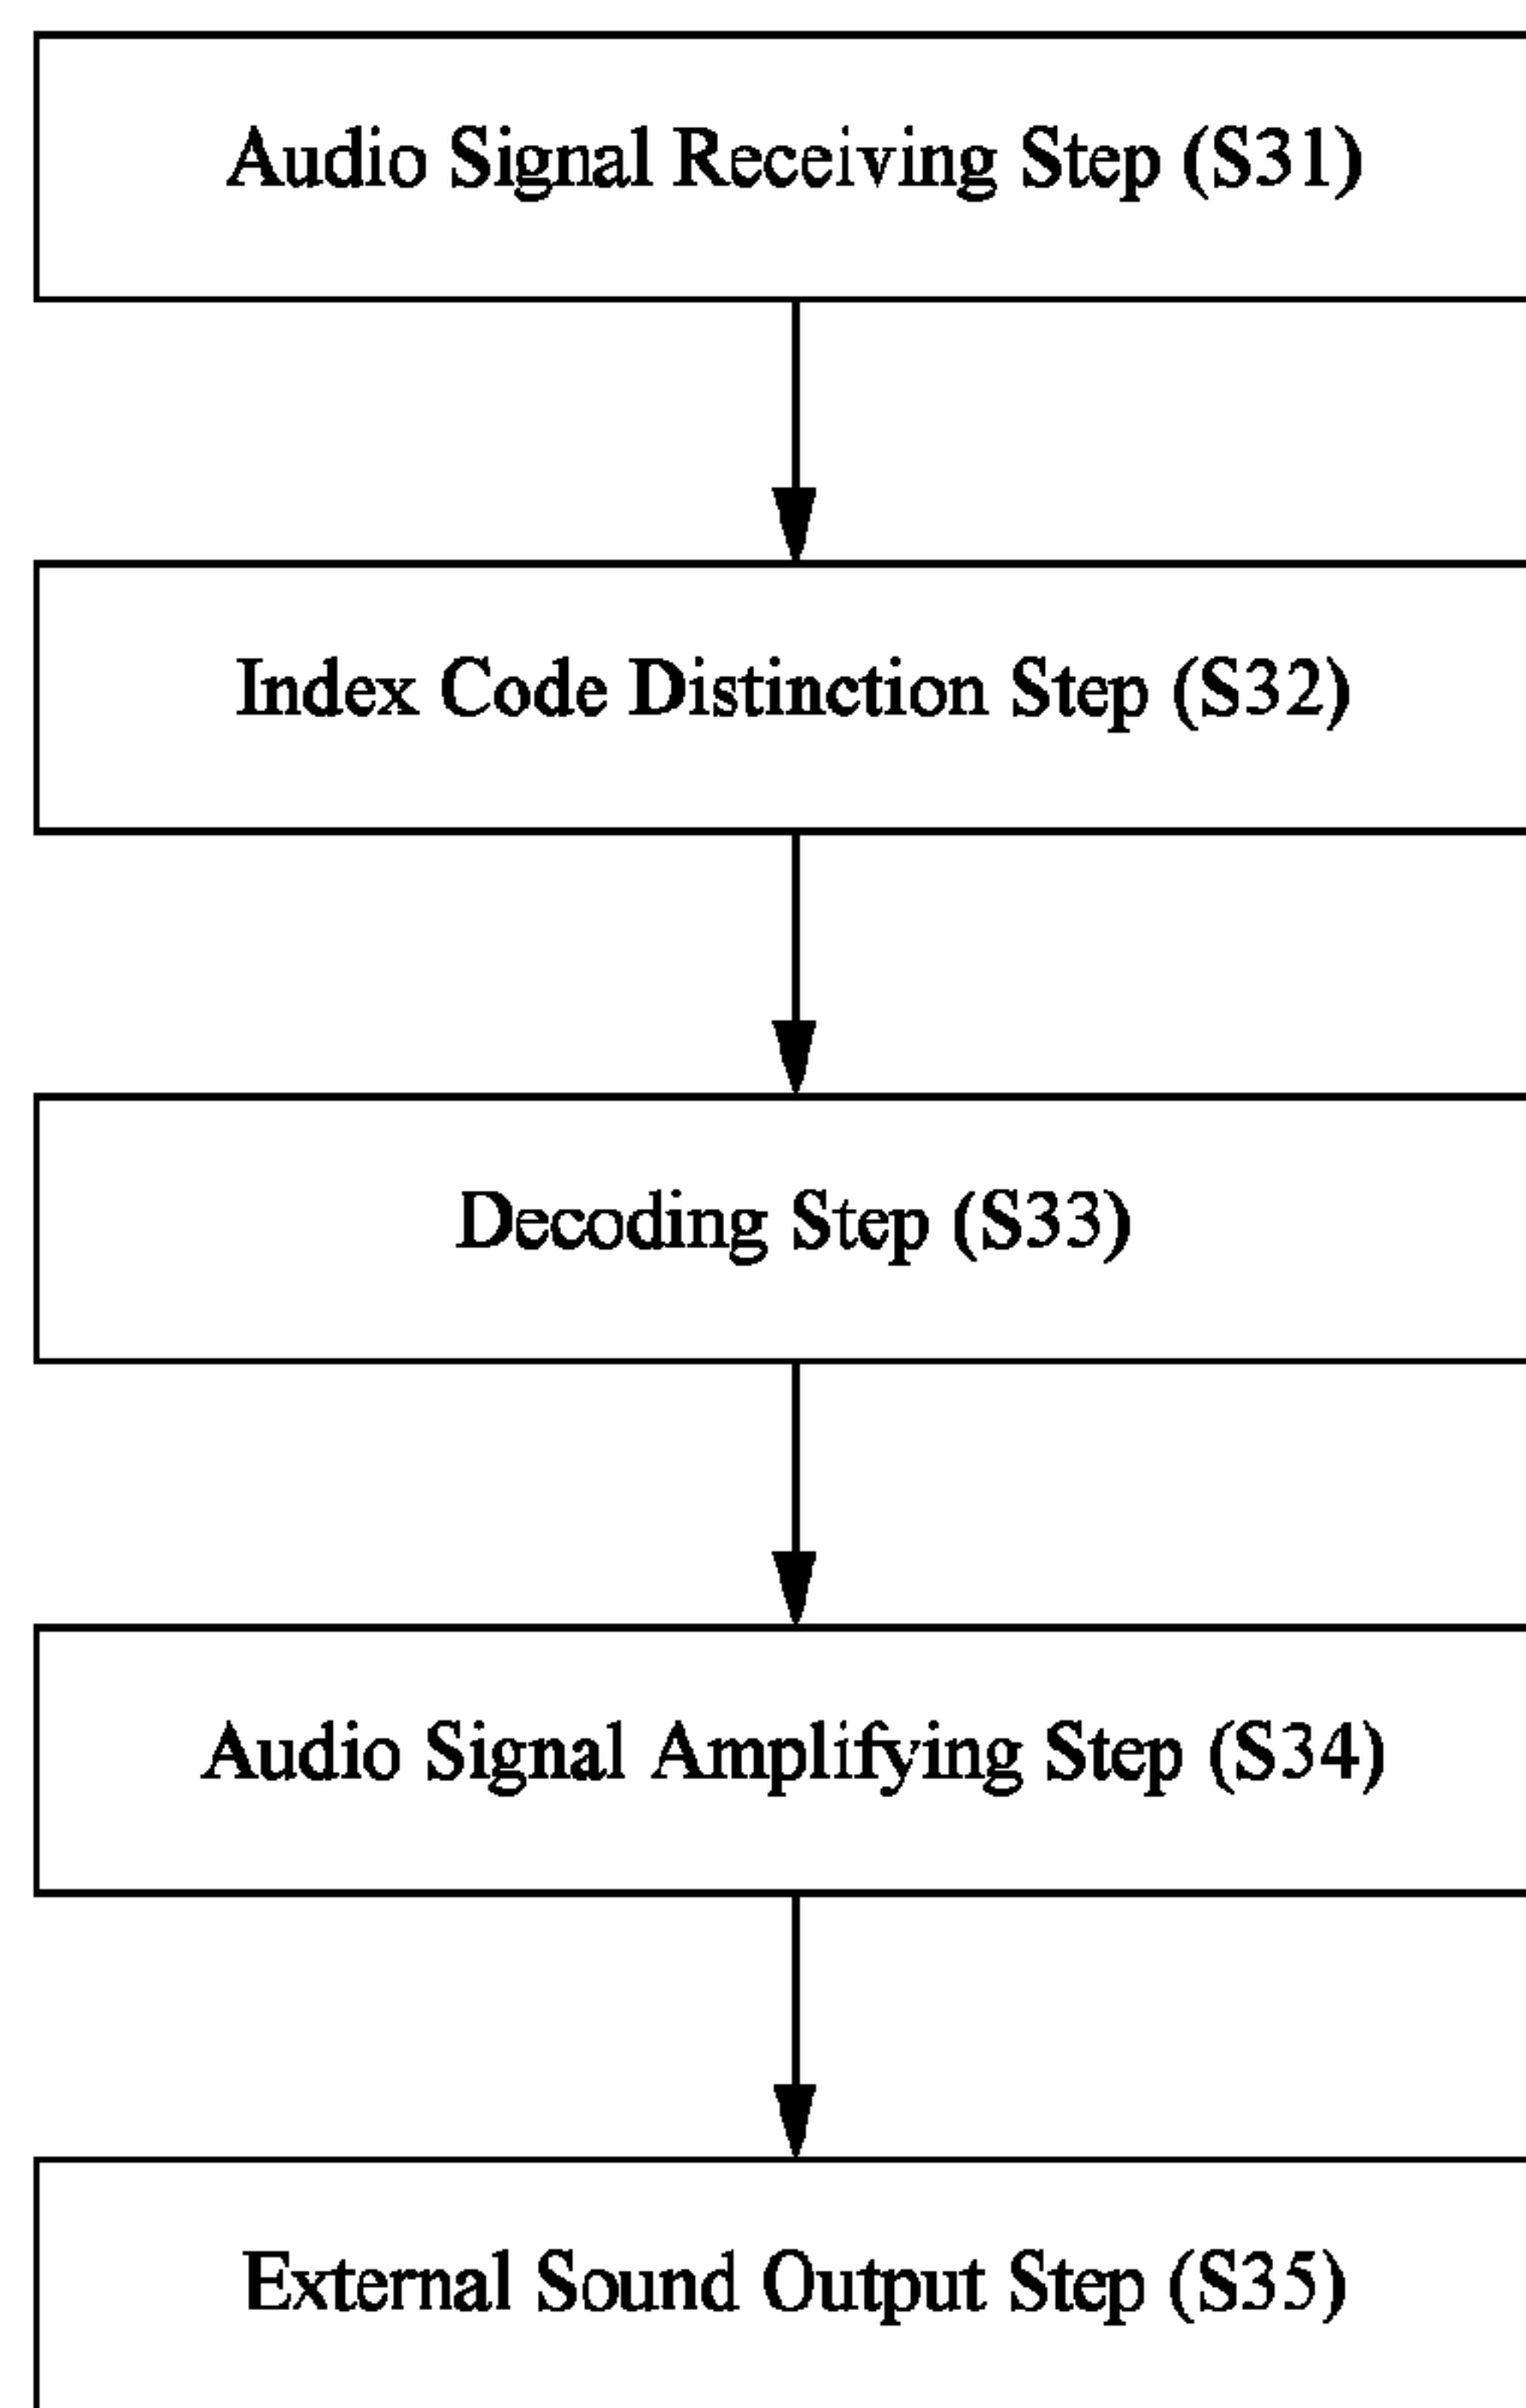 Audio Signal Receiving Step (S31)
Index Code Distinction Step (S32)
Decoding Step (S33)
Audio Signal Amplifying Step (S34)
External Sound Output Step (S35)